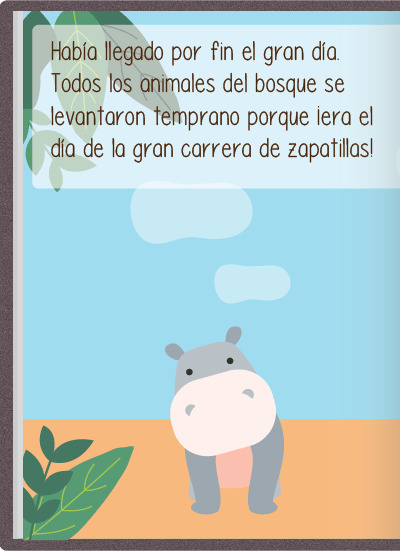 Había llegado por fin el gran día.
Todos los animales del bosque se
levantaron temprano porque ¡era el
día de la gran carrera de zapatillas!